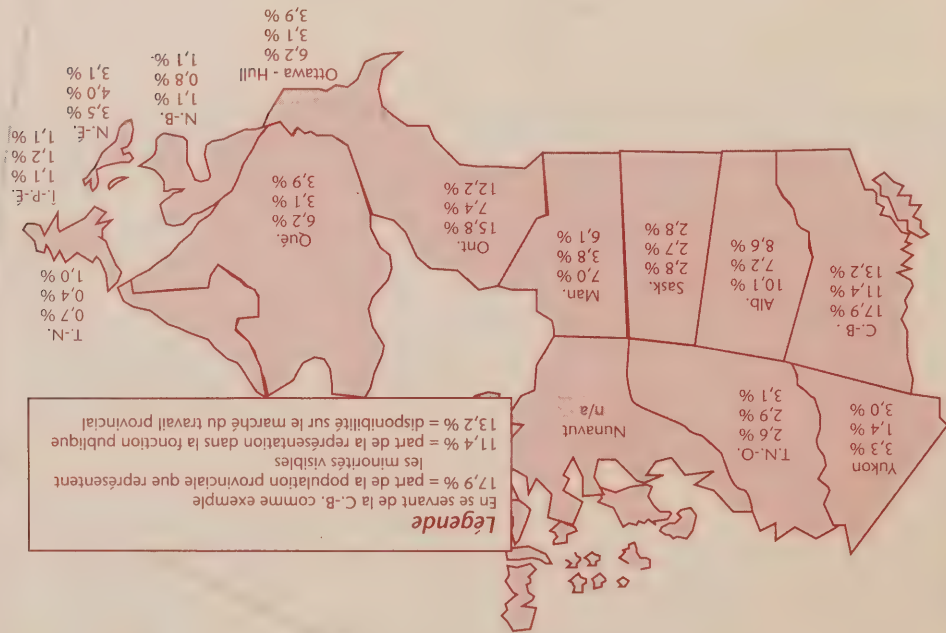 Légende
En se servant de la C.-B. comme exemple
17,9 % = part de la population provinciale que représentent
les minorités visibles
11,4 % = part de la représentation dans la fonction publique
13,2 % = disponibilité sur le marché du travail provincial
Yukon
3,3 %
1,4 %
3,0 %
T.N.-O.
2,6 %
2,9 %
3,1 %
Nunavut
n/a
C.-B.
17,9 %
11,4 %
13,2 %
Alb.
10,1 %
7,2 %
8,6 %
Sask.
2,8 %
2,7 %
2,8 %
Man.
7,0 %
3,8 %
6,1 %
Ont.
15,8 %
7,4 %
12,2 %
Qué.
6,2 %
3,1 %
3,9 %
T.-N.
0,7 %
0,4 %
1,0 %
Î.-P.-É.
1,1 %
1,2 %
1,1 %
N.-É.
3,5 %
4,0 %
3,1 %
N.-B.
1,1 %
0,8 %
1,1 %
Ottawa - Hull
6,2 %
3,1 %
3,9 %